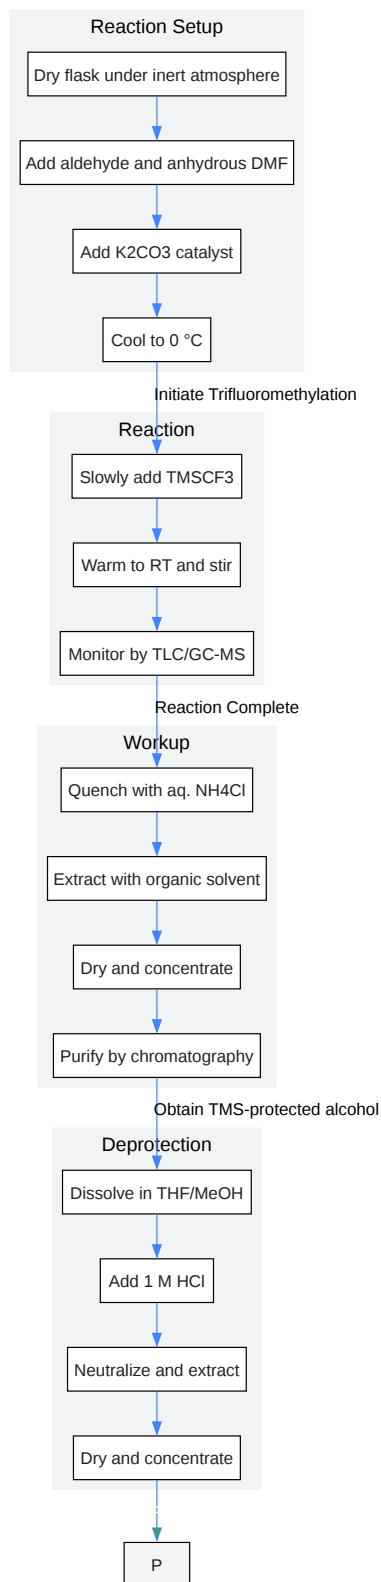 Reaction Setup
Dry flask under inert atmosphere
Add aldehyde and anhydrous DMF
Add K2CO3 catalyst
Cool to 0 °C
Initiate Trifluoromethylation
Reaction
Slowly add TMSCF3
Warm to RT and stir
Monitor by TLC/GC-MS
Reaction Complete
Workup
Quench with aq. NH4Cl
Extract with organic solvent
Dry and concentrate
Purify by chromatography
Obtain TMS-protected alcohol
Deprotection
Dissolve in THF/MeOH
Add 1 M HCl
Neutralize and extract
Dry and concentrate
P